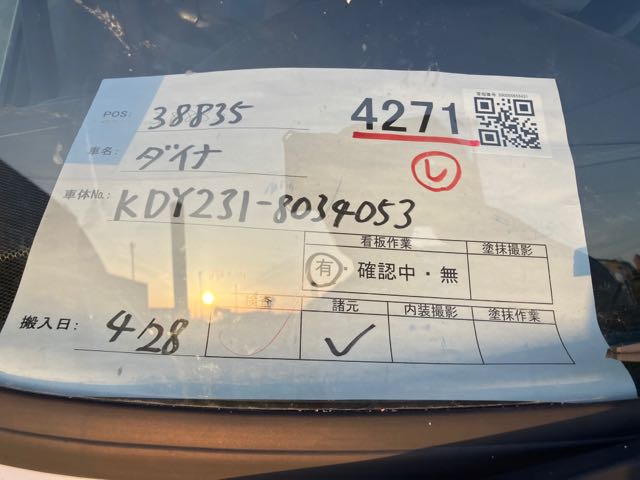 POS: 38835
4271
車名: ダイナ
レ
車体No.: KDY231-8034053
看板作業 塗抹撮影
有・確認中・無
諸元 内装撮影 塗抹作業
搬入日: 4/28